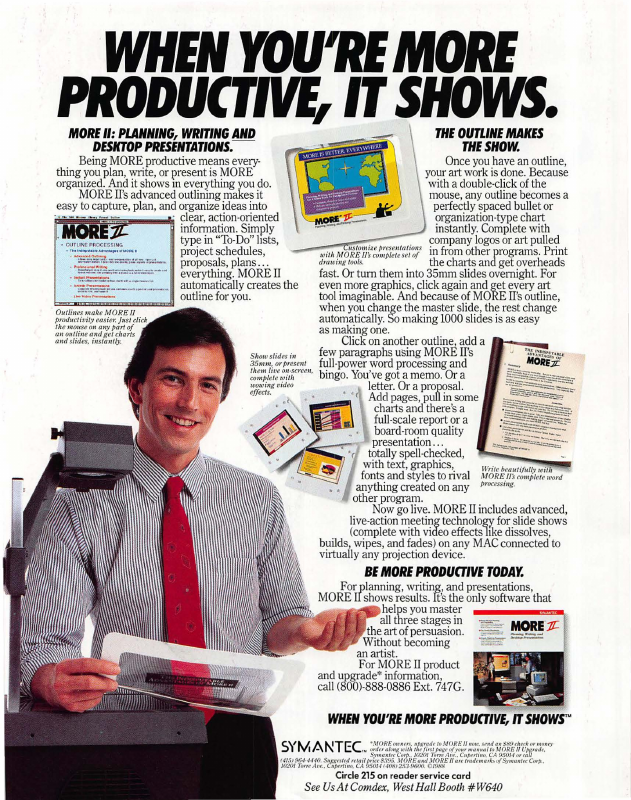 WHEN YOU'RE MORE
PRODUCTIVE, IT SHOWS.
MORE II: PLANNING, WRITING AND
DESKTOP PRESENTATIONS.
Being MORE productive means every-
thing you plan, write, or present is MORE
organized. And it shows in everything you do.
MORE II's advanced outlining makes it
easy to capture, plan, and organize ideas into
clear, action-oriented
information. Simply
type in "To-Do" lists,
project schedules,
proposals, plans...
everything. MORE II
automatically creates the
outline for you.
MORE II
OUTLINE PROCESSING
Outlines make MORE II
productivity easier. Just click
the mouse on any part of
an outline and get charts
and slides, instantly.
MORE IS BETTER, EVERYWHERE
MORE II
Customize presentations
with MORE II's complete set of
drawing tools.
Show slides in
35mm, or present
them live on-screen,
complete with
wowing video
effects.
THE OUTLINE MAKES
THE SHOW.
Once you have an outline,
your art work is done. Because
with a double-click of the
mouse, any outline becomes a
perfectly spaced bullet or
organization-type chart
instantly. Complete with
company logos or art pulled
in from other programs. Print
the charts and get overheads
fast. Or turn them into 35mm slides overnight. For
even more graphics, click again and get every art
tool imaginable. And because of MORE II's outline,
when you change the master slide, the rest change
automatically. So making 1000 slides is as easy
as making one.
Click on another outline, add a
few paragraphs using MORE II's
full-power word processing and
bingo. You've got a memo. Or a
letter. Or a proposal.
Add pages, pull in some
charts and there's a
full-scale report or a
board-room quality
presentation...
totally spell-checked,
with text, graphics,
fonts and styles to rival
anything created on any
other program.
THE INDISPUTABLE
ADVANTAGES OF
MORE II
Write beautifully with
MORE II's complete word
processing.
Now go live. MORE II includes advanced,
live-action meeting technology for slide shows
(complete with video effects like dissolves,
builds, wipes, and fades) on any MAC connected to
virtually any projection device.
BE MORE PRODUCTIVE TODAY.
For planning, writing, and presentations,
MORE II shows results. It's the only software that
helps you master
all three stages in
the art of persuasion.
Without becoming
an artist.
For MORE II product
and upgrade* information,
call (800)-888-0886 Ext. 747G.
SYMANTEC
MORE II
Planning, Writing and
Desktop Presentations
WHEN YOU'RE MORE PRODUCTIVE, IT SHOWS™
SYMANTEC™
*MORE owners, upgrade to MORE II now, send an $89 check or money
order along with the first page of your manual to MORE II Upgrade,
Symantec Corp., 10201 Torre Ave., Cupertino, CA 95014 or call
(415) 964-4440. Suggested retail price $395. MORE and MORE II are trademarks of Symantec Corp.,
10201 Torre Ave., Cupertino, CA 95014 (408) 253-9600. ©1988
Circle 215 on reader service card
See Us At Comdex, West Hall Booth #W640